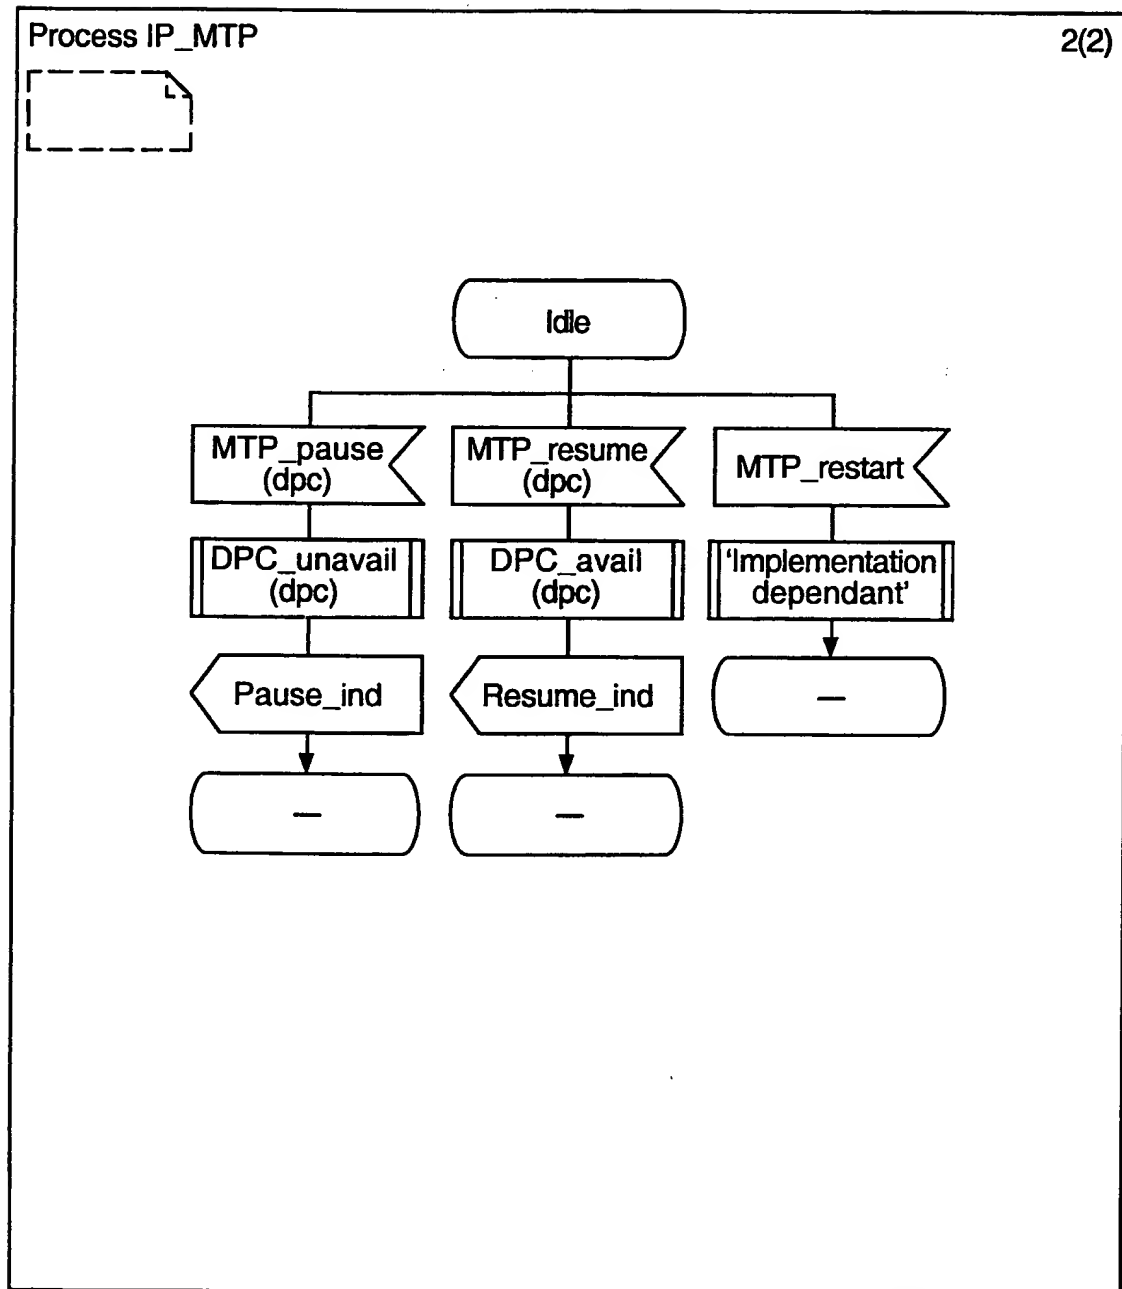 Process IP_MTP
2(2)
Idle
MTP_pause
(dpc)
MTP_resume
(dpc)
MTP_restart
DPC_unavail
(dpc)
DPC_avail
(dpc)
‘Implementation
dependant’
Pause_ind
Resume_ind
—
—
—